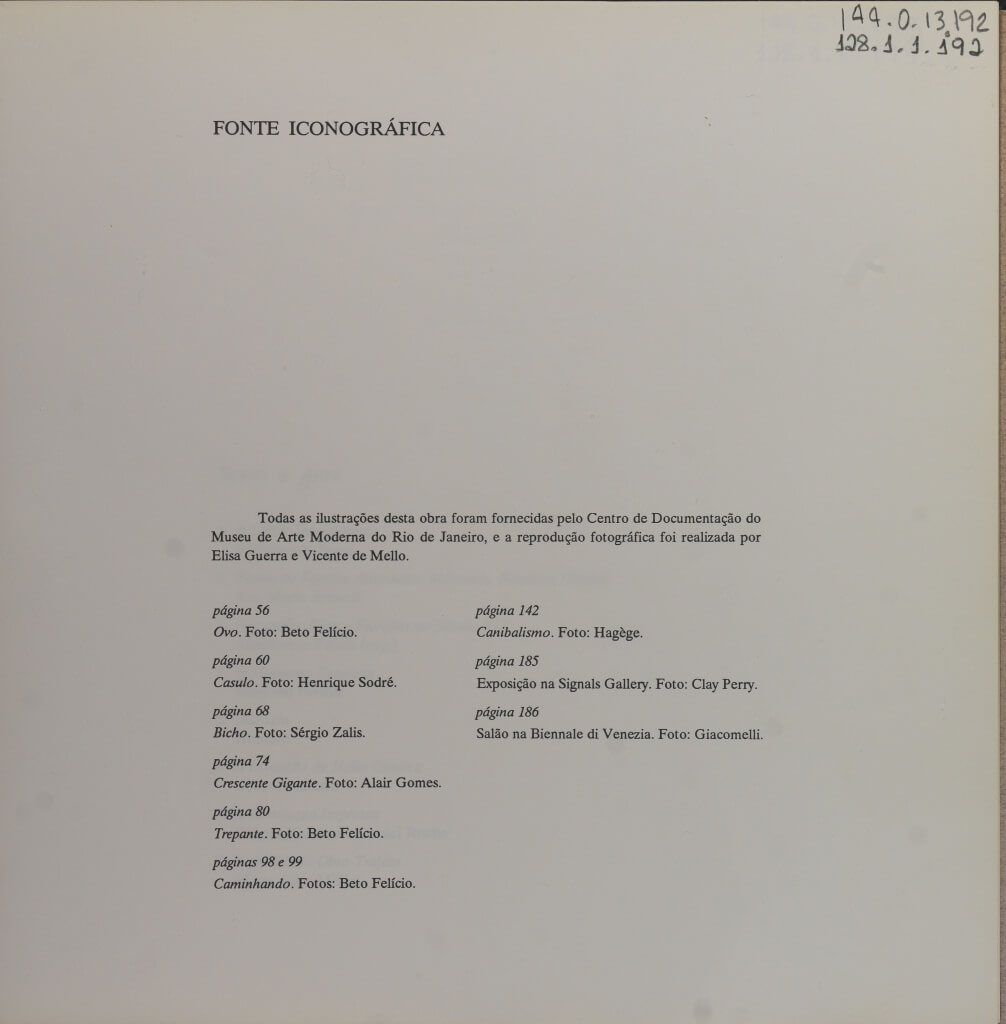 144.0.13.192
128.1.1.192
FONTE ICONOGRÁFICA
Todas as ilustrações desta obra foram fornecidas pelo Centro de Documentação do
Museu de Arte Moderna do Rio de Janeiro, e a reprodução fotográfica foi realizada por
Elisa Guerra e Vicente de Mello.
página 56
Ovo. Foto: Beto Felício.
página 60
Casulo. Foto: Henrique Sodré.
página 68
Bicho. Foto: Sérgio Zalis.
página 74
Crescente Gigante. Foto: Alair Gomes.
página 80
Trepante. Foto: Beto Felício.
páginas 98 e 99
Caminhando. Fotos: Beto Felício.
página 142
Canibalismo. Foto: Hagège.
página 185
Exposição na Signals Gallery. Foto: Clay Perry.
página 186
Salão na Biennale di Venezia. Foto: Giacomelli.